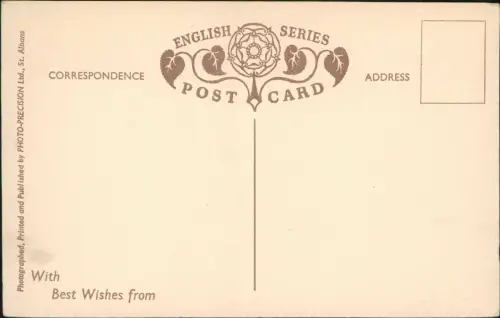 ENGLISH SERIES
CORRESPONDENCE
POST CARD
ADDRESS
Photographed, Printed and Published by PHOTO-PRECISION Ltd., St. Albans
With
Best Wishes from